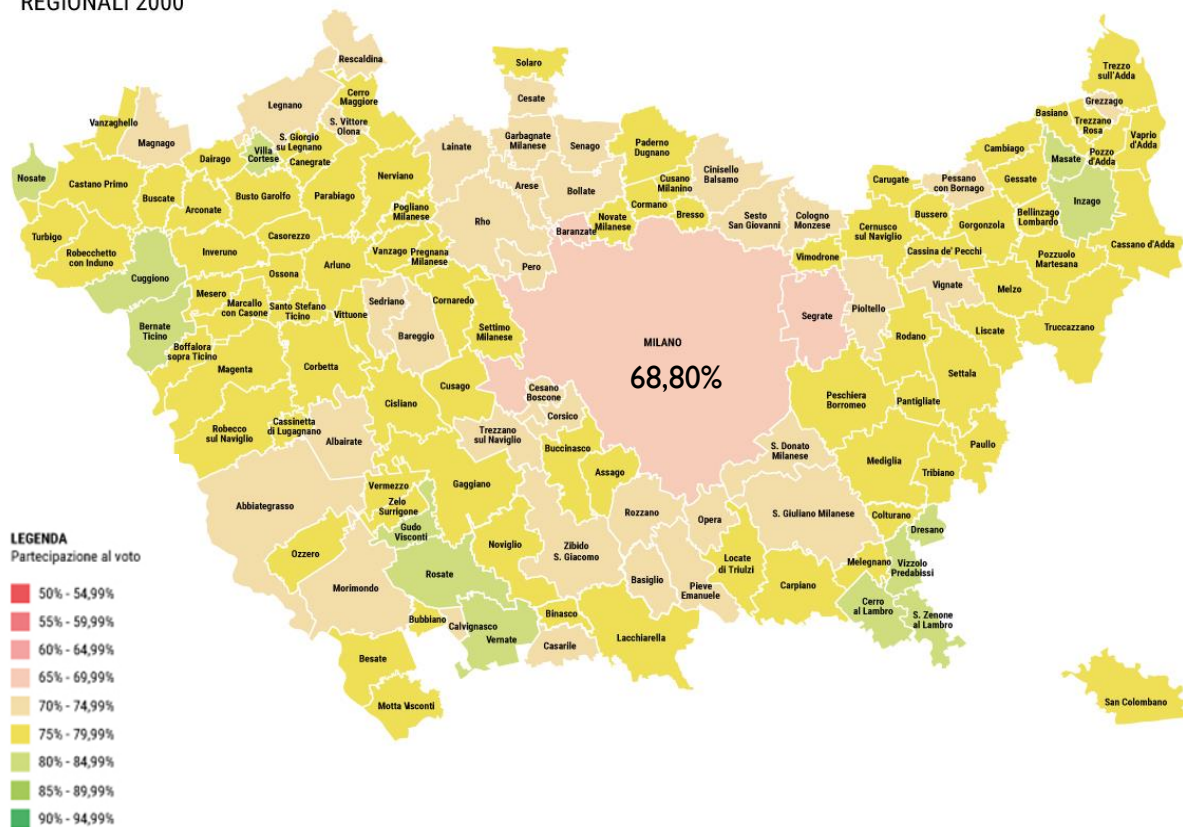 REGIONALI 2000
Rescaldina
Solaro
Trezzo
sull'Adda
Cerro
Maggiore
Cesate
Legnano
Grezzago
Basiano
Vanzaghello
S. Vittore
Olona
Trezzano
Rosa
Vaprio
d'Adda
Magnago
S. Giorgio
su Legnano
Garbagnate
Milanese
Lainate
Senago
Paderno
Dugnano
Cambiago
Pozzo
d'Adda
Dairago
Villa
Cortese
Canegrate
Masate
Nosate
Castano Primo
Nerviano
Cinisello
Balsamo
Pessano
con Bornago
Gessate
Carugate
Arese
Bollate
Cusano
Milanino
Buscate
Busto Garolfo
Parabiago
Inzago
Arconate
Pogliano
Milanese
Cormano
Bresso
Rho
Novate
Milanese
Sesto
San Giovanni
Cologno
Monzese
Bussero
Bellinzago
Lombardo
Baranzate
Cernusco
sul Naviglio
Gorgonzola
Turbigo
Casorezzo
Cassano d'Adda
Robecchetto
con Induno
Inveruno
Vanzago
Pregnana
Milanese
Cassina de' Pecchi
Vimodrone
Pozzuolo
Martesana
Arluno
Pero
Cuggiono
Ossona
Vignate
Melzo
Mesero
Marcallo
con Casone
Santo Stefano
Ticino
Sedriano
Cornaredo
Segrate
Pioltello
Vittuone
Bernate
Ticino
Settimo
Milanese
Truccazzano
Bareggio
Rodano
Liscate
MILANO
68,80%
Boffalora
sopra Ticino
Magenta
Corbetta
Settala
Cusago
Cesano
Boscone
Peschiera
Borromeo
Cisliano
Pantigliate
Corsico
Cassinetta
di Lugagnano
Robecco
sul Naviglio
Albairate
Trezzano
sul Naviglio
Paullo
Buccinasco
S. Donato
Milanese
Mediglia
Assago
Tribiano
Gaggiano
Vermezzo
Abbiategrasso
Zelo
Surrigone
Rozzano
Opera
S. Giuliano Milanese
Colturano
Gudo
Visconti
Dresano
LEGENDA
Partecipazione al voto
Ozzero
Noviglio
Zibido
S. Giacomo
Locate
di Triulzi
Melegnano
Vizzolo
Predabissi
Rosate
Basiglio
Morimondo
Pieve
Emanuele
Carpiano
Cerro
al Lambro
S. Zenone
al Lambro
Bubbiano
Calvignasco
Binasco
Vernate
Lacchiarella
Casarile
Besate
San Colombano
Motta Visconti
50% - 54,99%
55% - 59,99%
60% - 64,99%
65% - 69,99%
70% - 74,99%
75% - 79,99%
80% - 84,99%
85% - 89,99%
90% - 94,99%